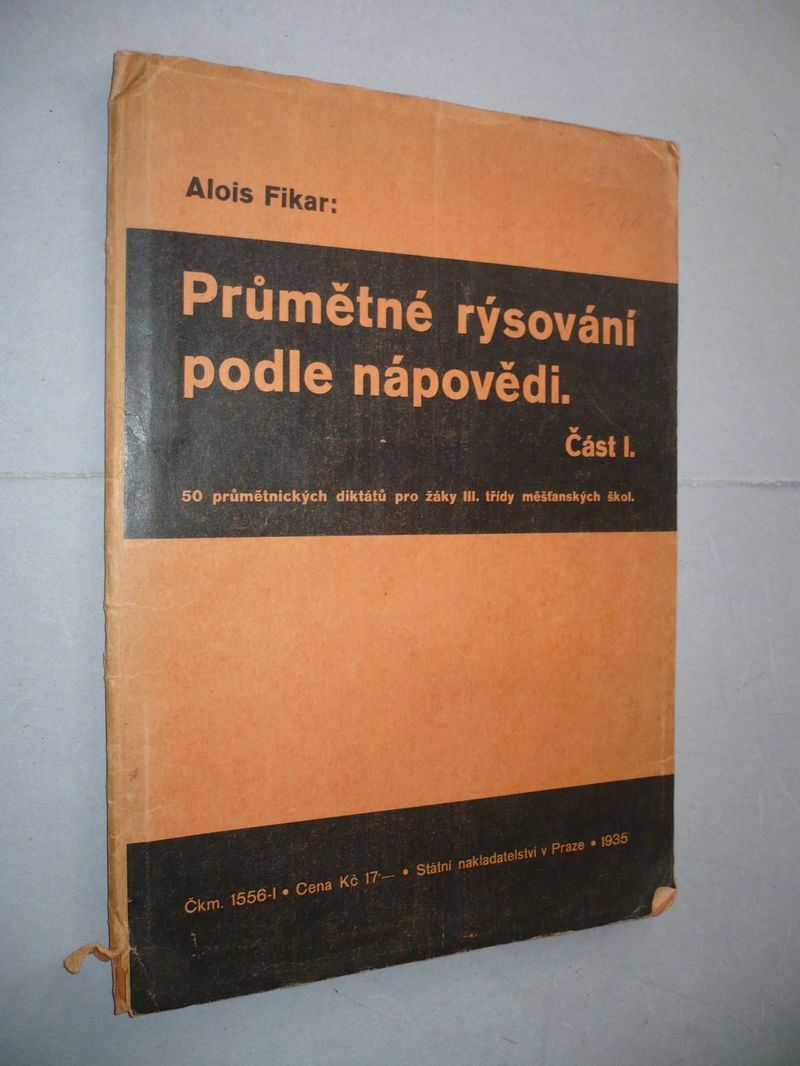 Alois Fikar:
Průmětné rýsování
podle nápovědi.
Část I.
50 průmětnických diktátů pro žáky III. třídy měšťanských škol.
Čkm. 1556-I • Cena Kč 17·— • Státní nakladatelství v Praze • 1935